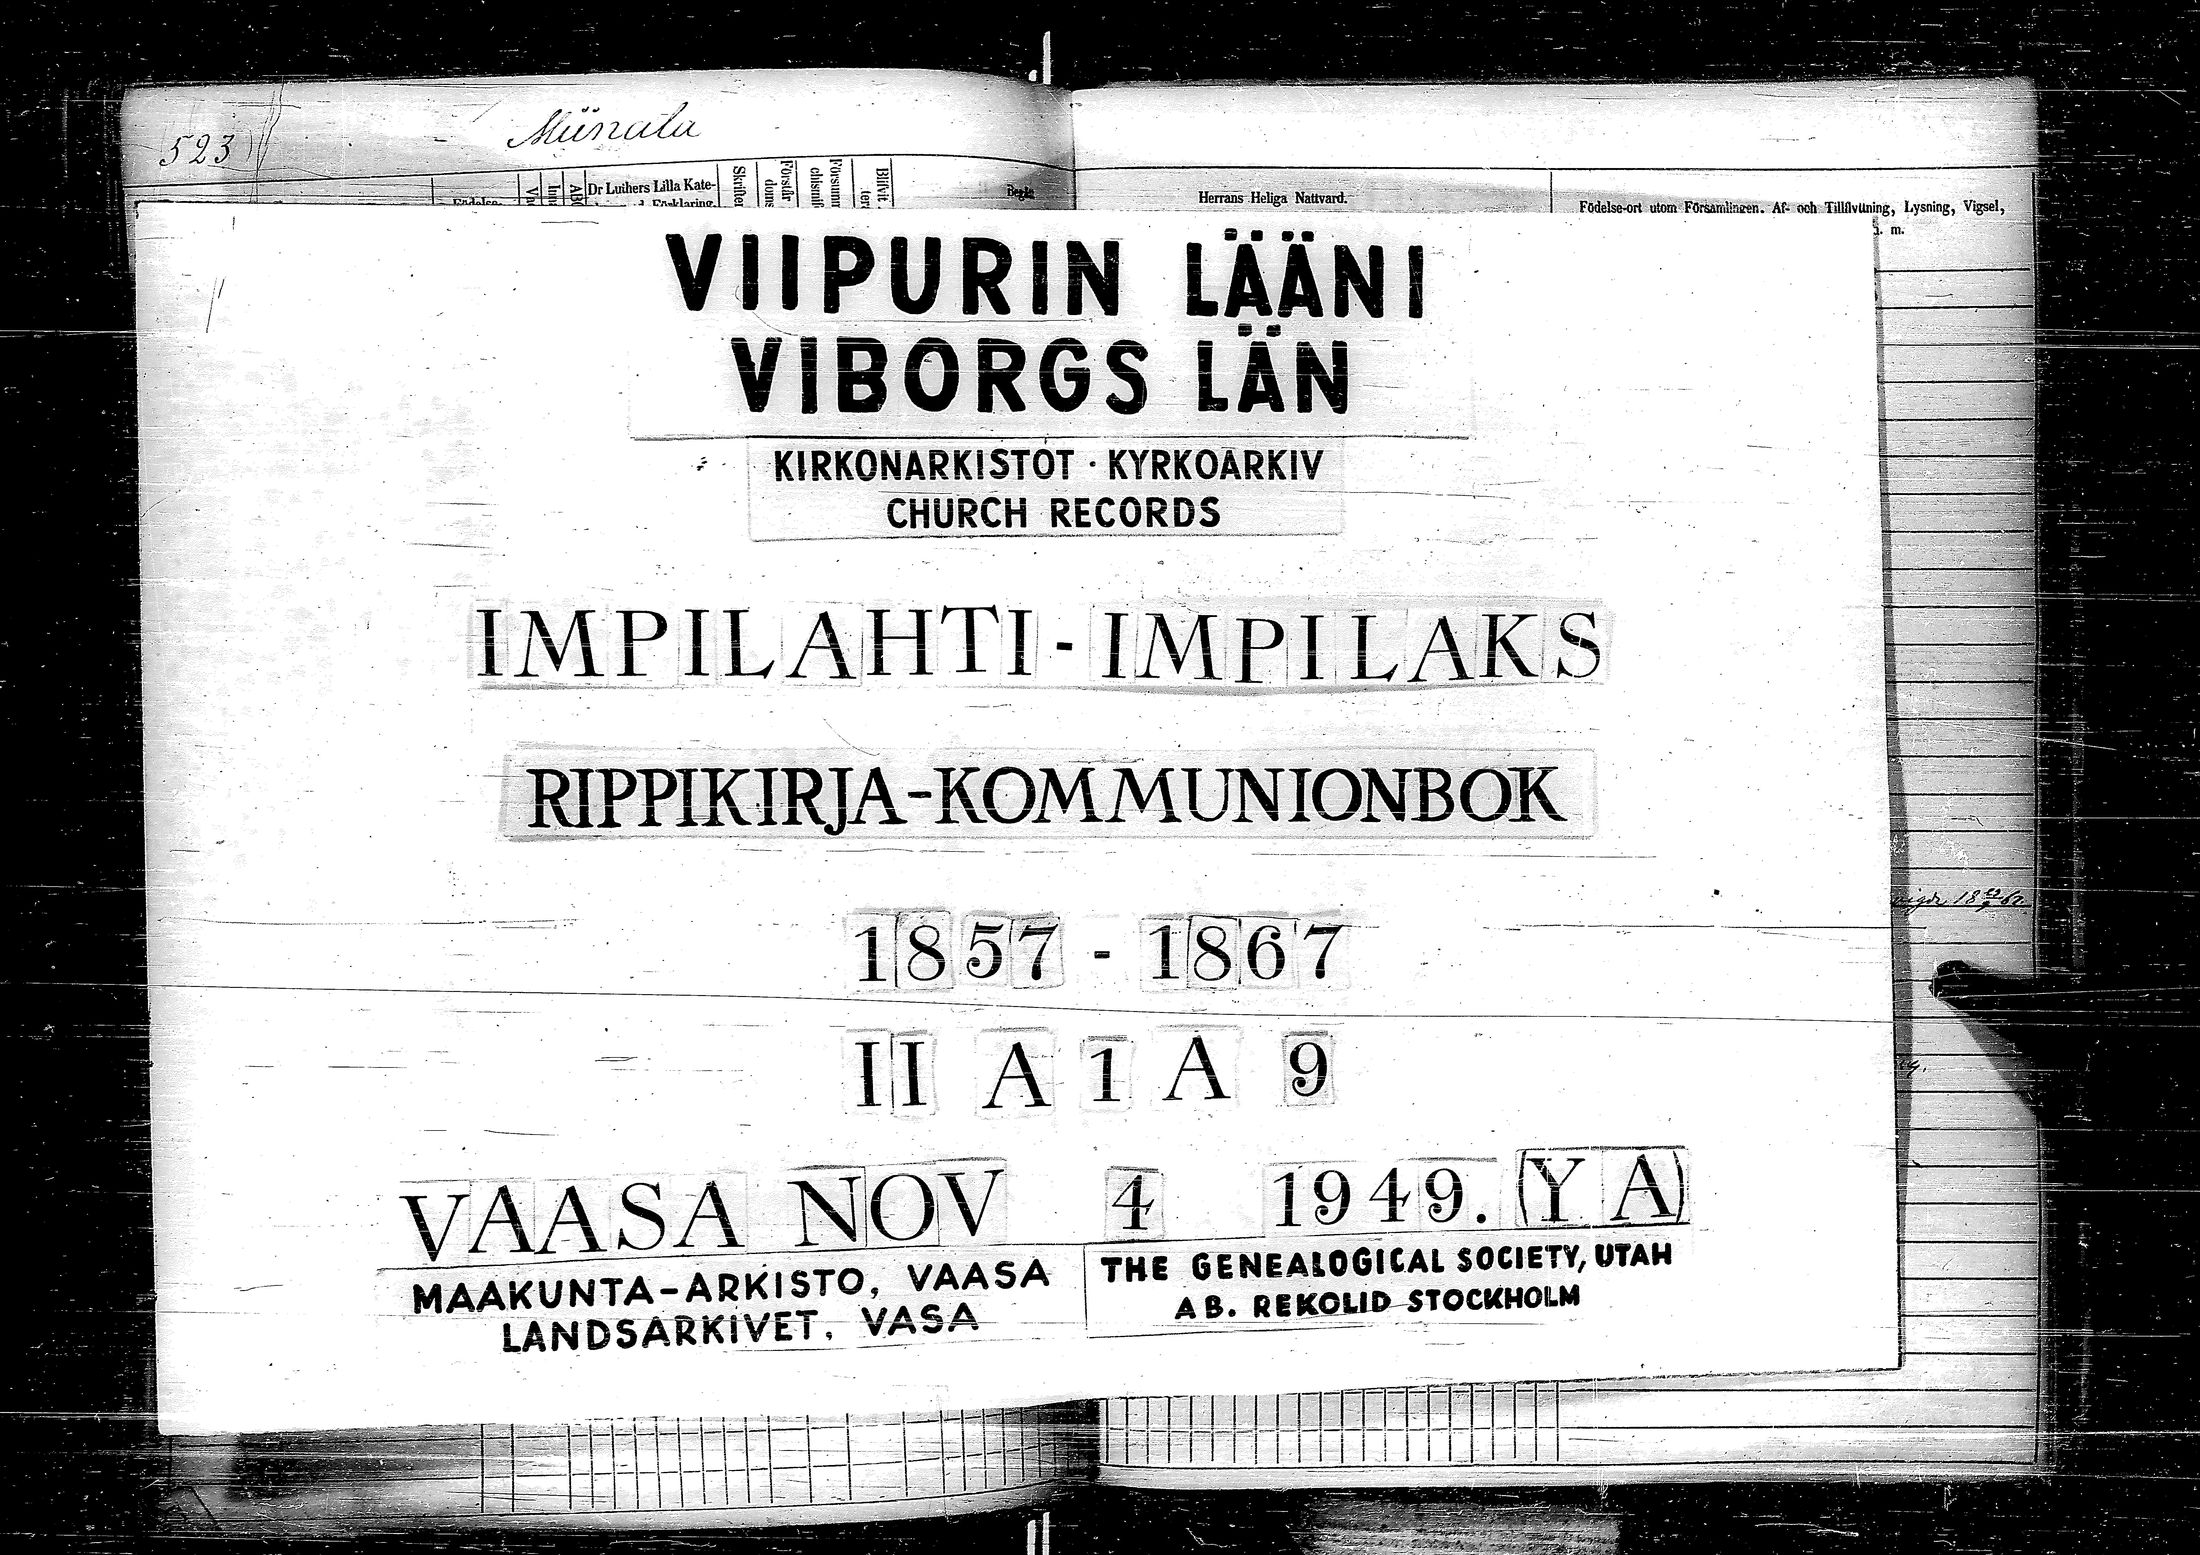 523
Miinala
Dr Luthers Lilla Kate-
Förklaring.
Herrans Heliga Nattvard.
Födelse-ort utom Församlingen. Af- och Tillflyttning, Lysning, Vigsel,
m.
VIIPURIN LÄÄNI
VIBORGS LÄN
KIRKONARKISTOT · KYRKOARKIV
CHURCH RECORDS
IMPILAHTI-IMPILAKS
RIPPIKIRJA-KOMMUNIONBOK
1857 - 1867
II A 1 A 9
VAASA NOV 4 1949. (YA)
MAAKUNTA-ARKISTO, VAASA
LANDSARKIVET, VASA
THE GENEALOGICAL SOCIETY, UTAH
AB. REKOLID STOCKHOLM